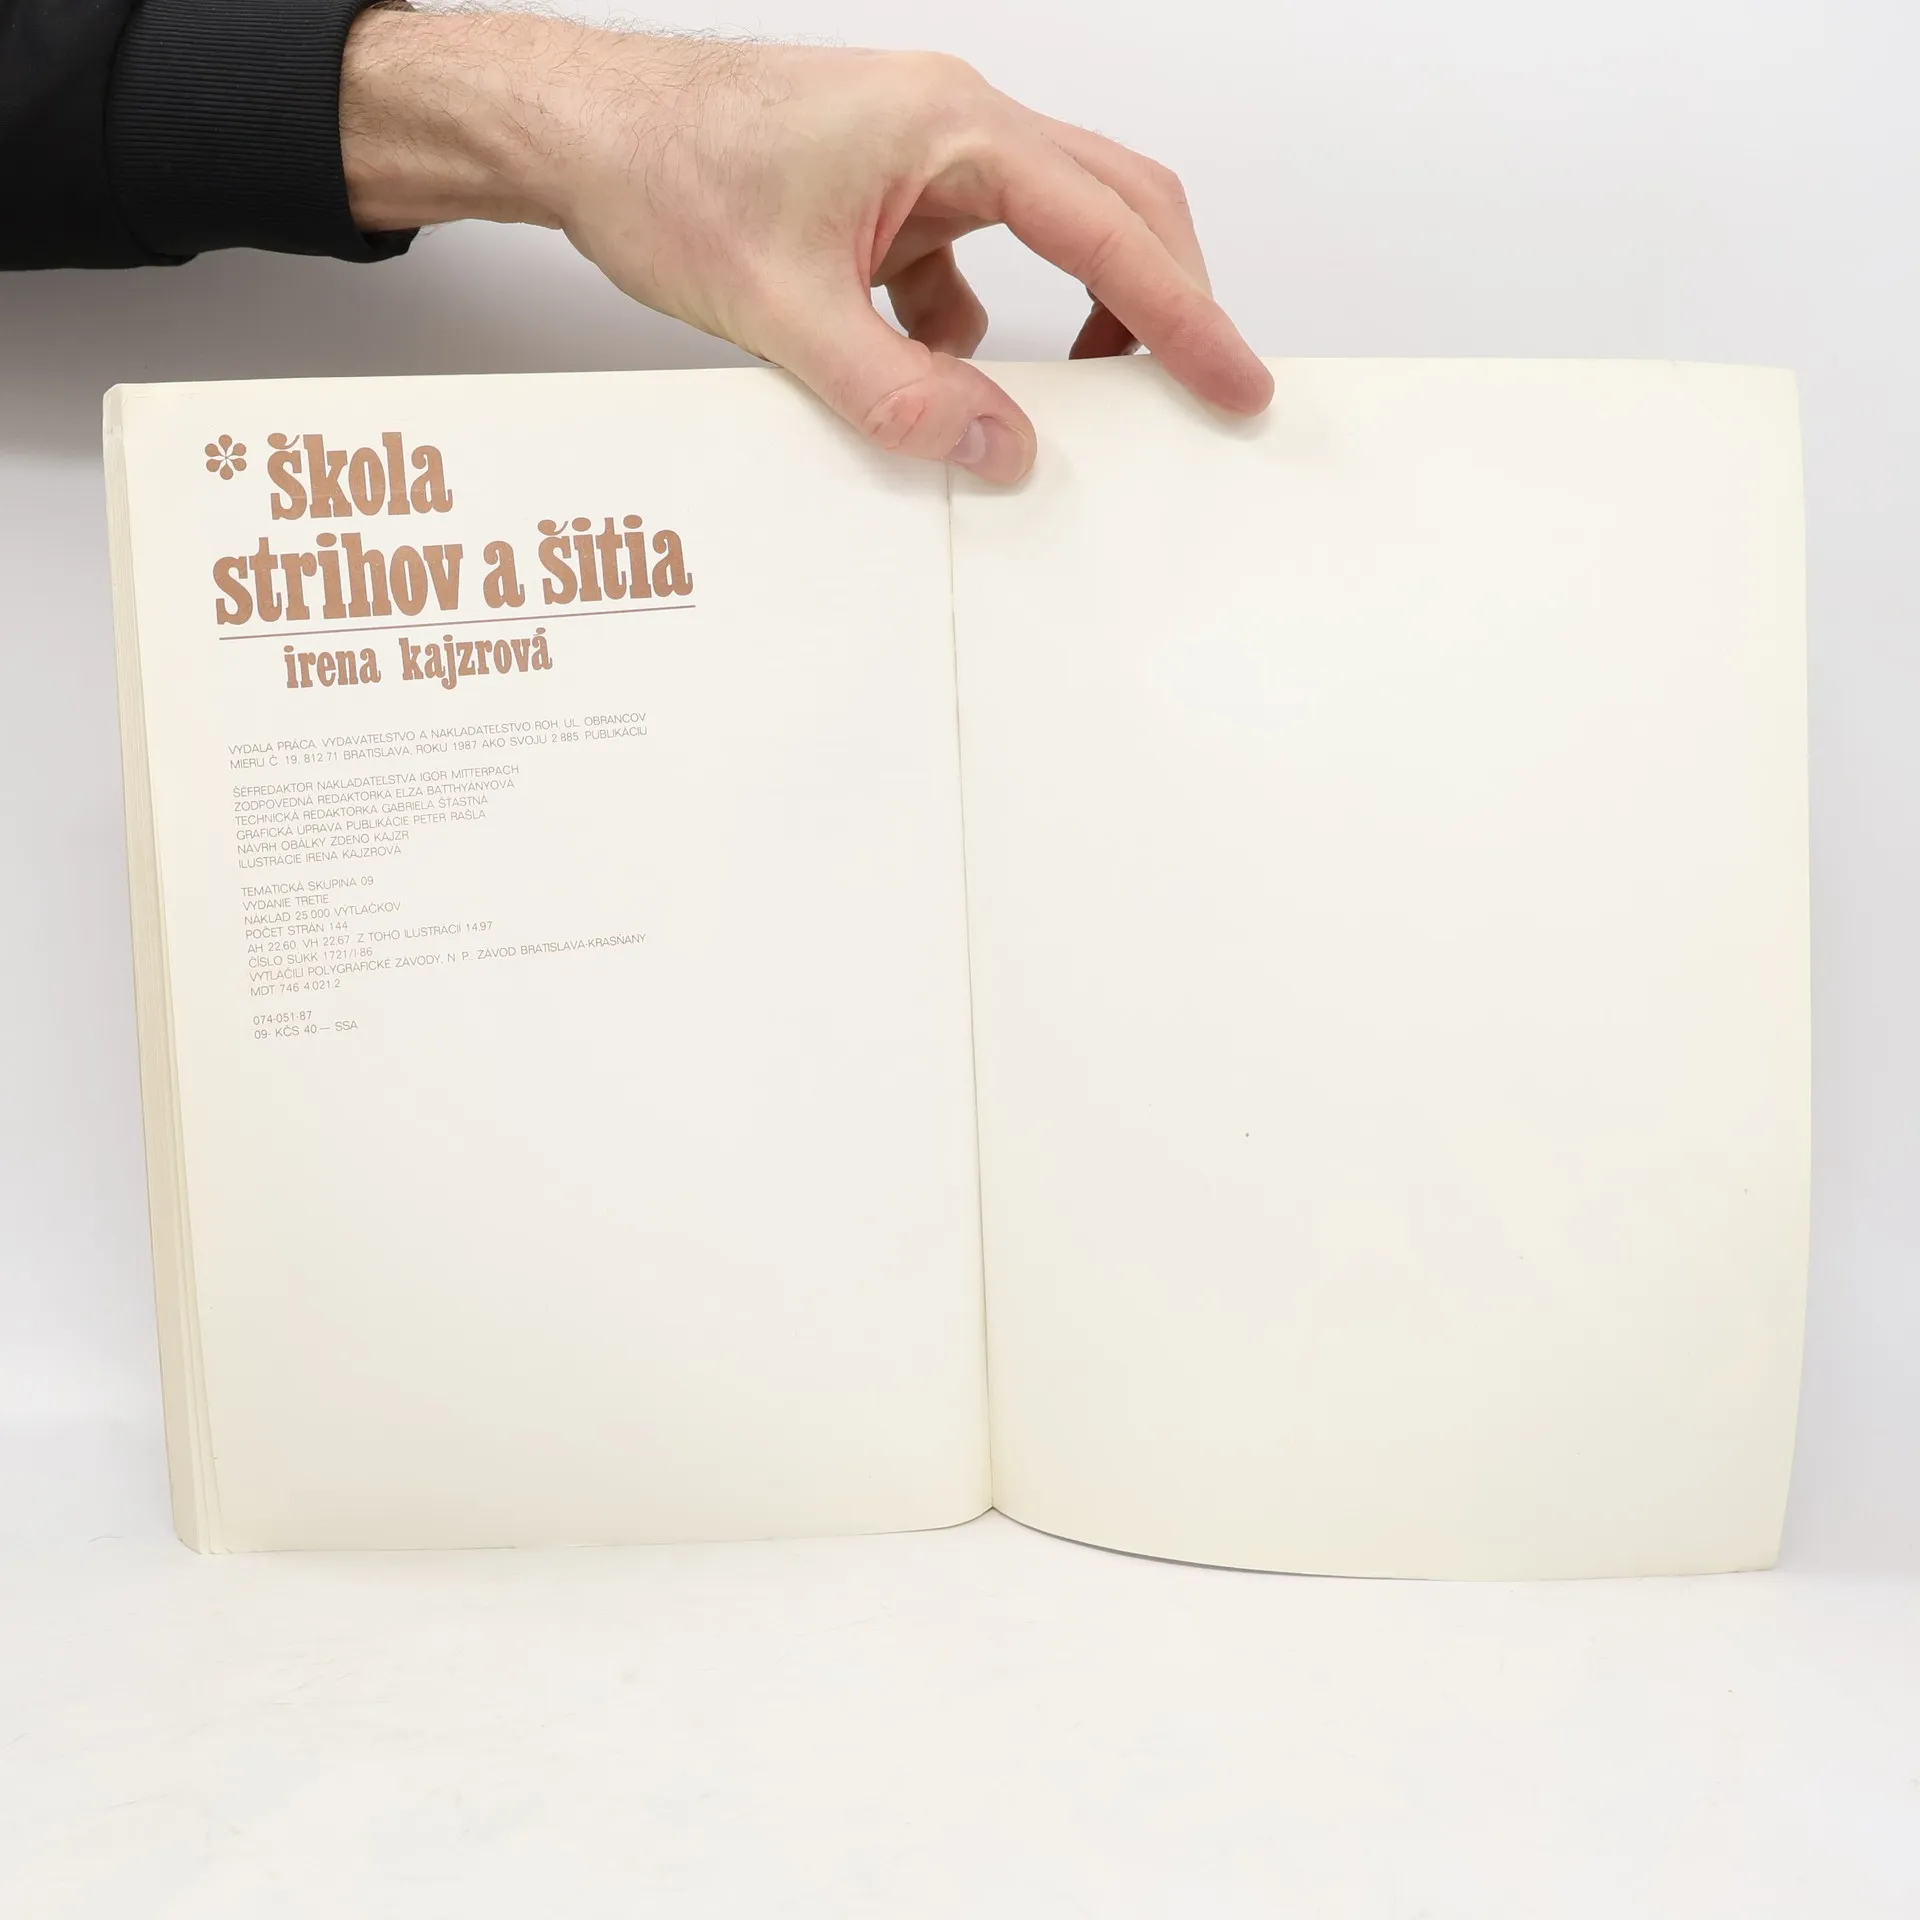 škola
strihov a šitia
irena kajzrová
VYDALA PRÁCA, VYDAVATEĽSTVO A NAKLADATEĽSTVO ROH, UL. OBRANCOV
MIERU Č. 19, 812 71 BRATISLAVA, ROKU 1987 AKO SVOJU 2 885. PUBLIKÁCIU
ŠÉFREDAKTOR NAKLADATEĽSTVA IGOR MITTERPACH
ZODPOVEDNÁ REDAKTORKA ELZA BATTHYÁNYOVÁ
TECHNICKÁ REDAKTORKA GABRIELA ŠŤASTNÁ
GRAFICKÁ ÚPRAVA PUBLIKÁCIE PETER RAŠLA
NÁVRH OBÁLKY ZDENO KAJZR
ILUSTRÁCIE IRENA KAJZROVÁ
TEMATICKÁ SKUPINA 09
VYDANIE TRETIE
NÁKLAD 25 000 VÝTLAČKOV
POČET STRÁN 144
AH 22,60, VH 22,67, Z TOHO ILUSTRÁCIÍ 14,97
ČÍSLO SÚKK 1721/I-86
VYTLAČILI POLYGRAFICKÉ ZÁVODY, N. P., ZÁVOD BRATISLAVA-KRASŇANY
MDT 746.4.021.2
074-051-87
09- KČS 40.— SSA